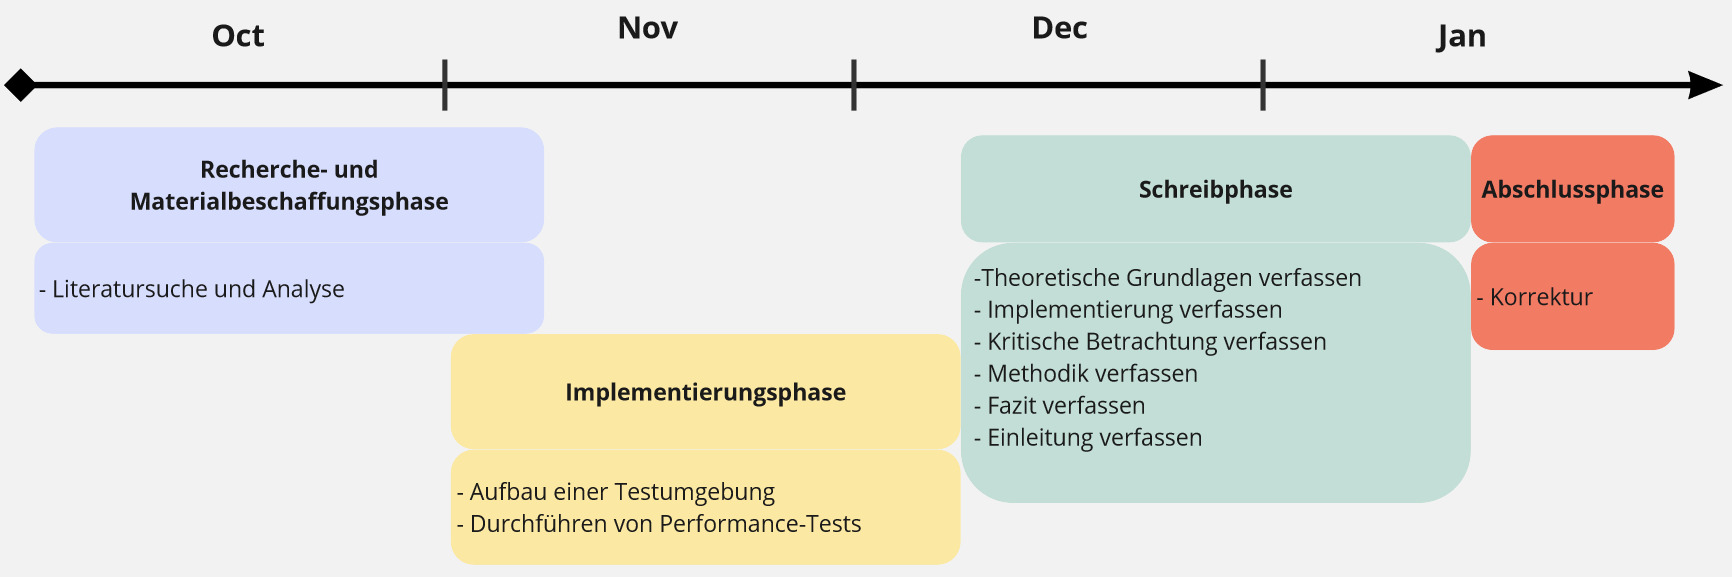 Oct
Nov
Dec
Jan
Recherche- und
Materialbeschaffungsphase
- Literatursuche und Analyse
Implementierungsphase
- Aufbau einer Testumgebung
- Durchführen von Performance-Tests
Schreibphase
-Theoretische Grundlagen verfassen
- Implementierung verfassen
- Kritische Betrachtung verfassen
- Methodik verfassen
- Fazit verfassen
- Einleitung verfassen
Abschlussphase
- Korrektur